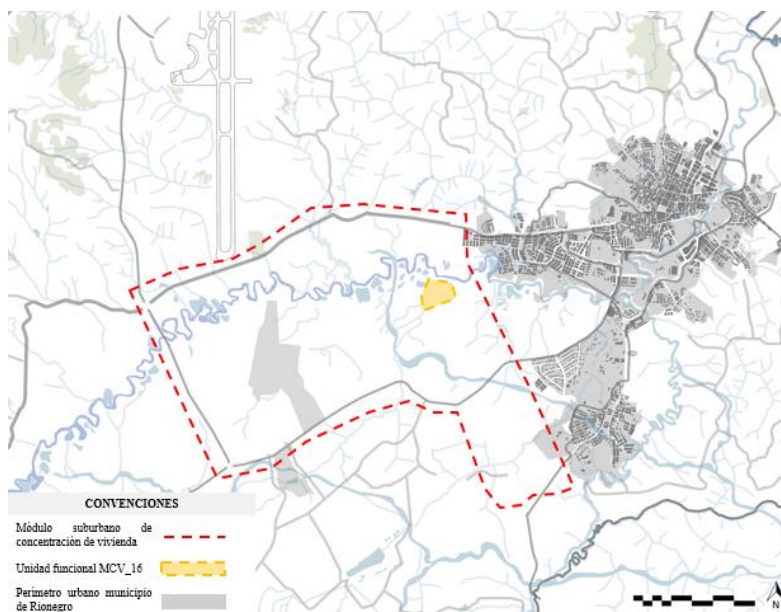 CONVENCIONES
Módulo suburbano de
concentración de vivienda
Unidad funcional MCV_16
Perímetro urbano municipio
de Rionegro
N